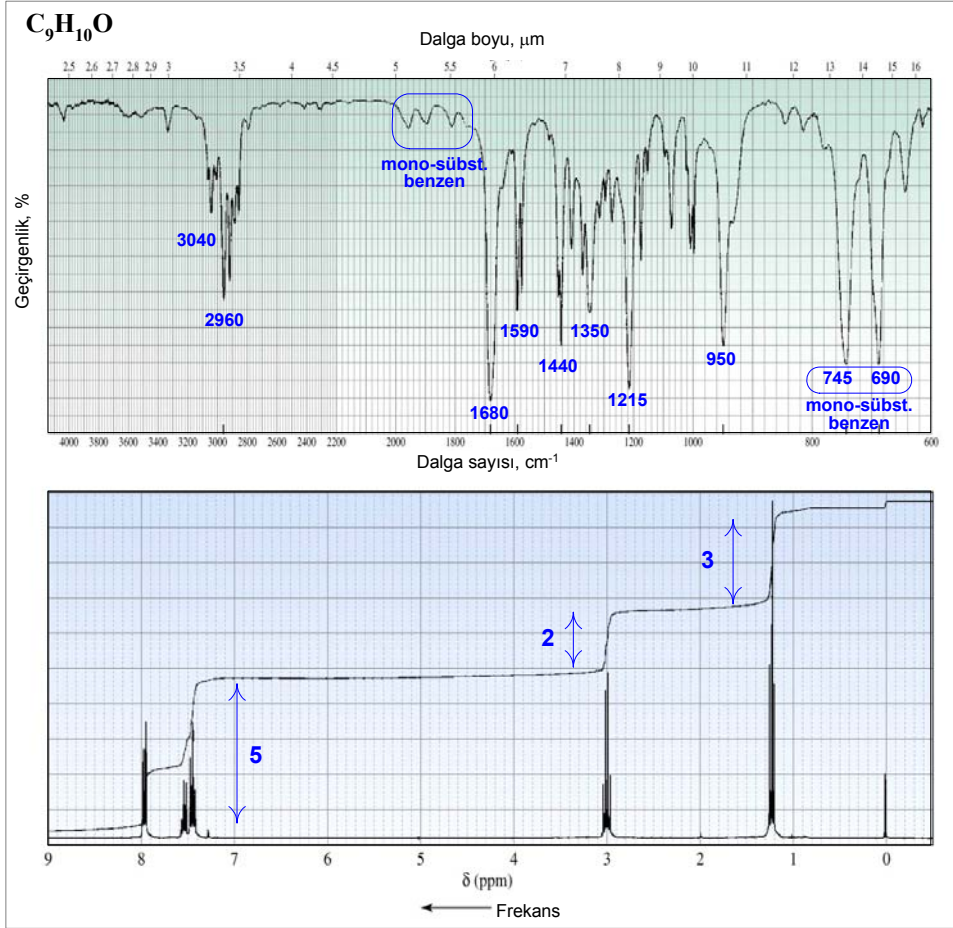 C₉H₁₀O
Dalga boyu, μm
2.5 2.6 2.7 2.8 2.9 3 3.5 4 4.5 5 5.5 6 7 8 9 10 11 12 13 14 15 16
Geçirgenlik, %
mono-sübst.
benzen
3040
2960
1680
1590
1440
1350
1215
950
745 690
mono-sübst.
benzen
4000 3800 3600 3400 3200 3000 2800 2600 2400 2200 2000 1800 1600 1400 1200 1000 800 600
Dalga sayısı, cm⁻¹
3
2
5
9 8 7 6 5 4 3 2 1 0
δ (ppm)
Frekans